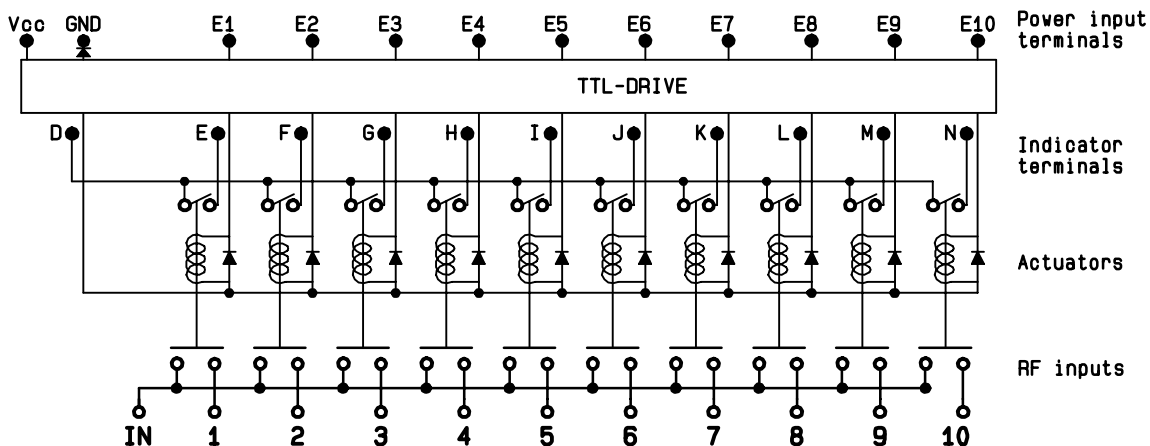 Vcc GND E1 E2 E3 E4 E5 E6 E7 E8 E9 E10 Power input
terminals
TTL-DRIVE
D E F G H I J K L M N Indicator
terminals
Actuators
RF inputs
IN 1 2 3 4 5 6 7 8 9 10